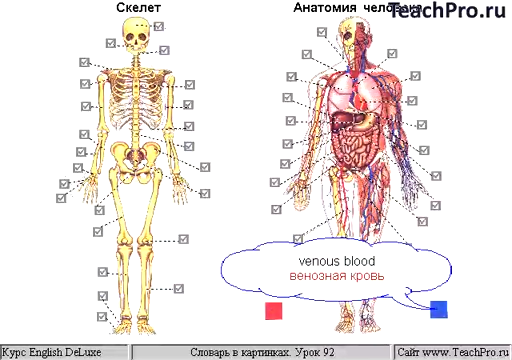 Скелет
Анатомия человека
TeachPro.ru
venous blood
венозная кровь
Курс English DeLuxe
Словарь в картинках. Урок 92
Сайт www.TeachPro.ru